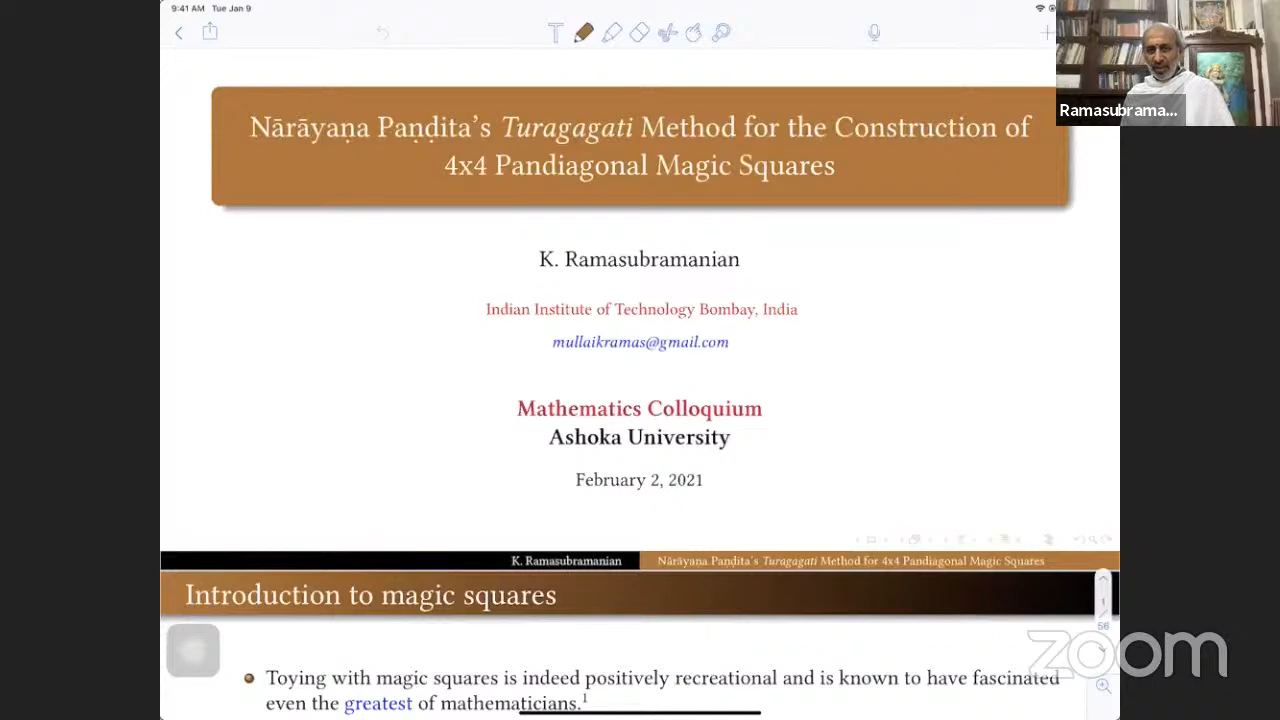 9:41 AM Tue Jan 9
Ramasubrama...
Nārāyaṇa Paṇḍita's Turagagati Method for the Construction of
4x4 Pandiagonal Magic Squares
K. Ramasubramanian
Indian Institute of Technology Bombay, India
mullaikramas@gmail.com
Mathematics Colloquium
Ashoka University
February 2, 2021
K. Ramasubramanian
Nārāyaṇa Paṇḍita's Turagagati Method for 4x4 Pandiagonal Magic Squares
Introduction to magic squares
1
/
56
zoom
Toying with magic squares is indeed positively recreational and is known to have fascinated
even the greatest of mathematicians.¹